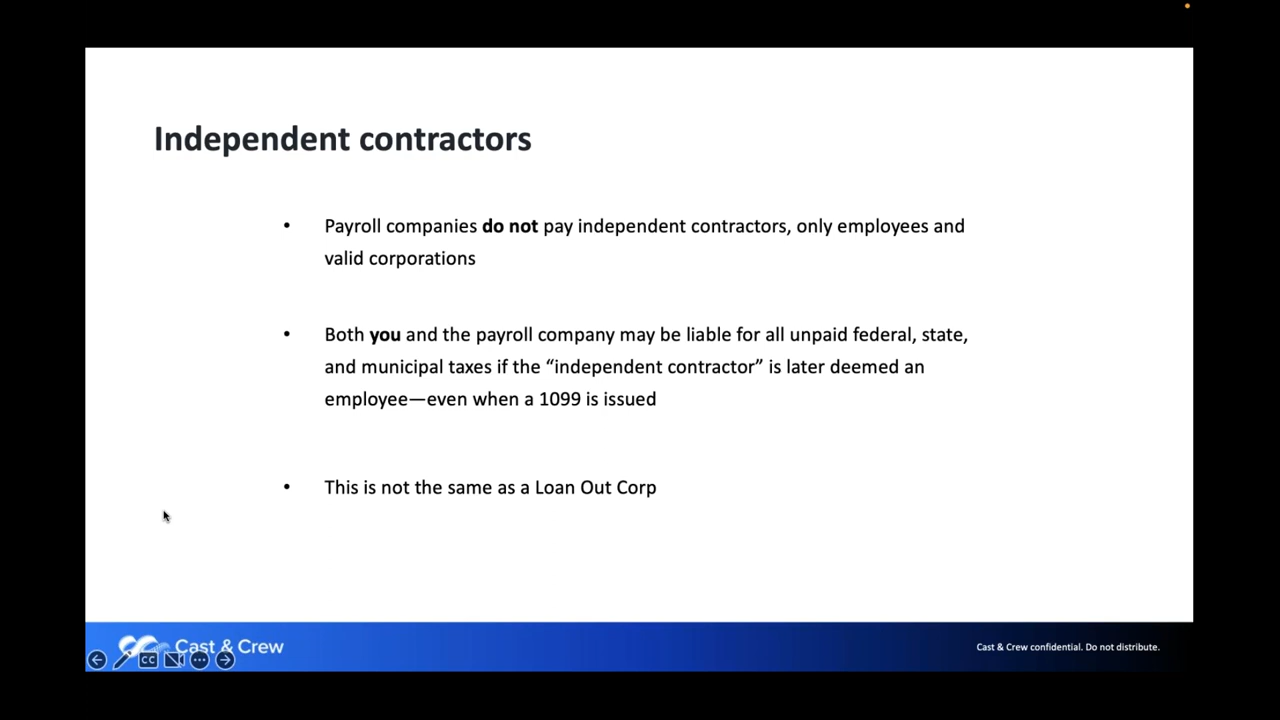 Independent contractors
• Payroll companies do not pay independent contractors, only employees and
valid corporations
• Both you and the payroll company may be liable for all unpaid federal, state,
and municipal taxes if the “independent contractor” is later deemed an
employee—even when a 1099 is issued
• This is not the same as a Loan Out Corp
Cast & Crew
CC
Cast & Crew confidential. Do not distribute.